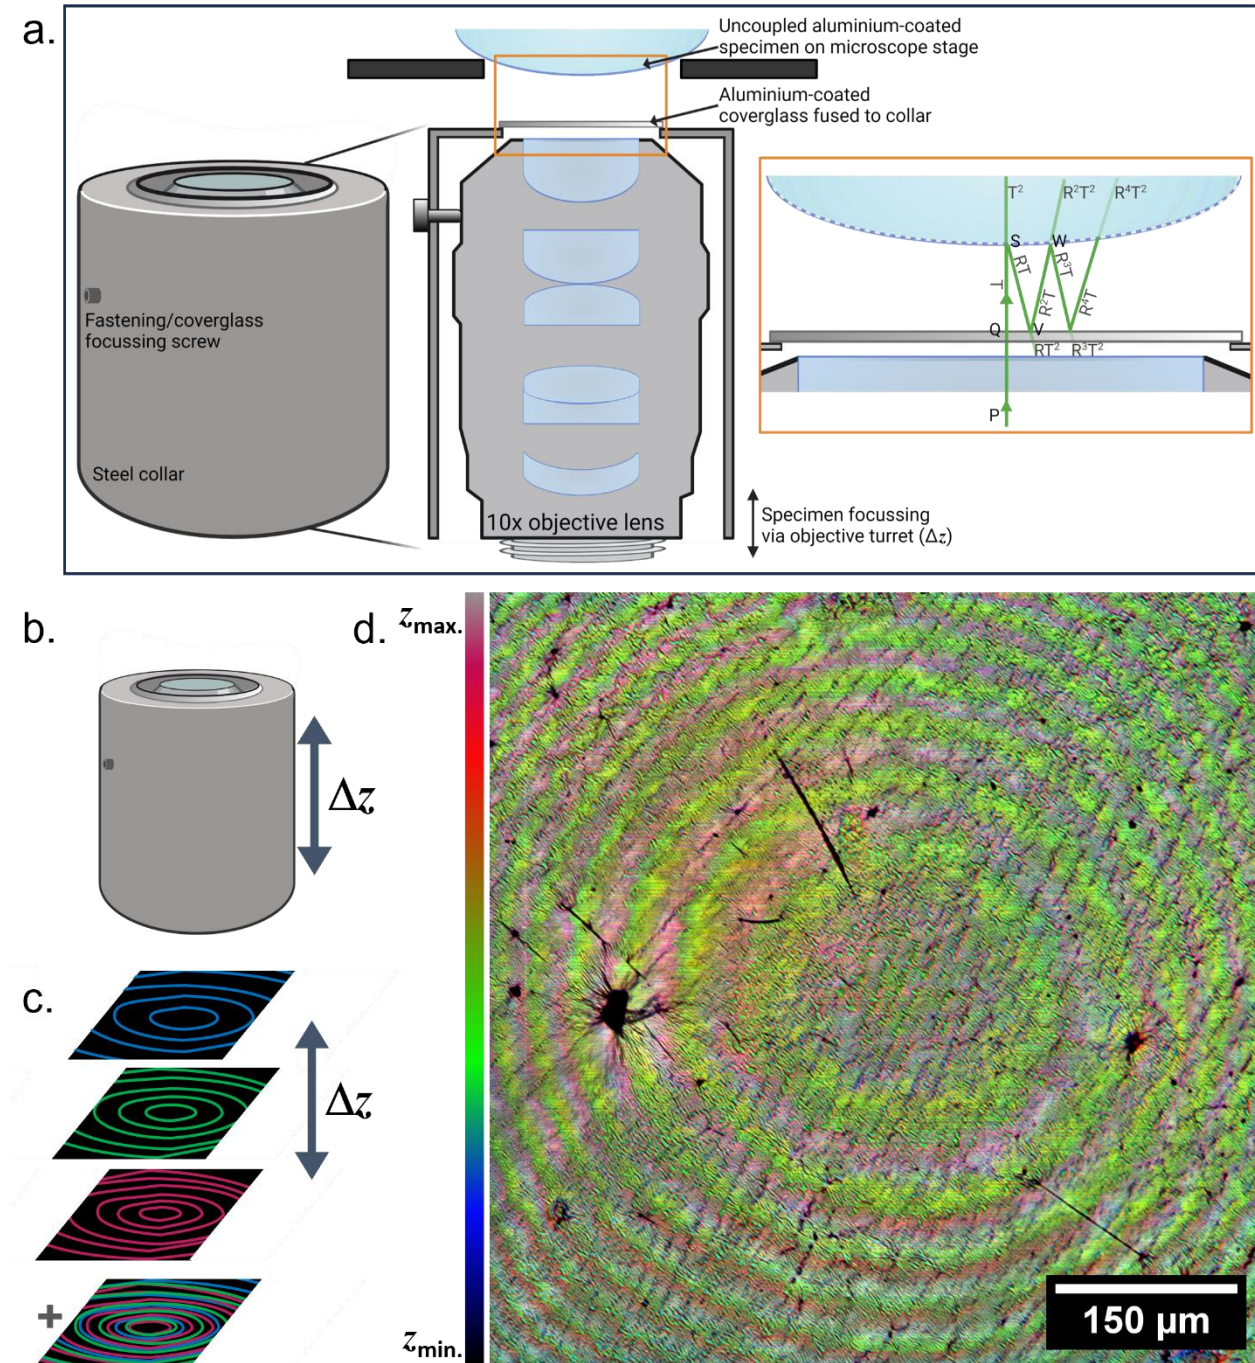 a.
Uncoupled aluminium-coated
specimen on microscope stage
Aluminium-coated
coverglass fused to collar
Fastening/coverglass
focussing screw
Steel collar
10x objective lens
Specimen focussing
via objective turret (Δz)
T² R²T² R⁴T²
S W
RT R³T
T R²T R⁴T
Q V
RT² R³T²
P
b.
Δz
c.
Δz
+
d.
zmax.
zmin.
150 µm